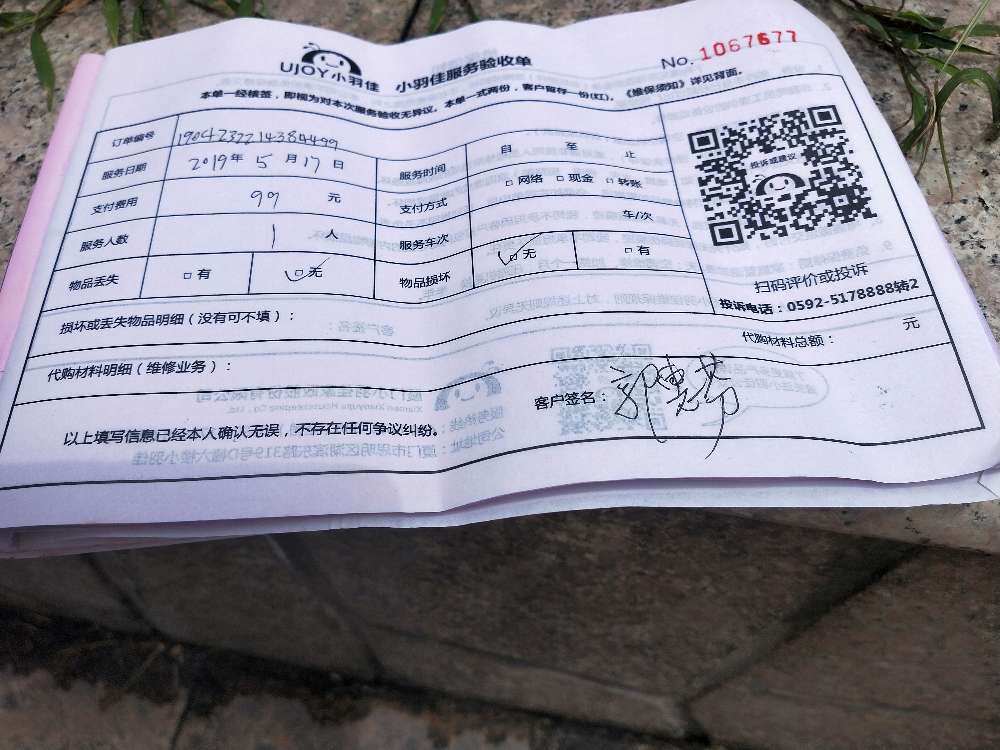 UJOY小羽佳 小羽佳服务验收单 No. 1067677
本单一经核签，即视为对本次服务验收无异议。本单一式两份，客户留存一份(红)。《维保须知》详见背面。
订单编号 1904232214384499
服务日期 2019年 5 月 17 日 服务时间 自 至 止
支付费用 99 元 支付方式 □网络 □现金 □转账
服务人数 1 人 服务车次 车/次
物品丢失 □有 ☑无 物品损坏 ☑无 □有
投诉或建议
扫码评价或投诉
投诉电话：0592-5178888转2
损坏或丢失物品明细（没有可不填）：
代购材料明细（维修业务）： 代购材料总额： 元
客户签名：郭惠芬
以上填写信息已经本人确认无误，不存在任何争议纠纷。